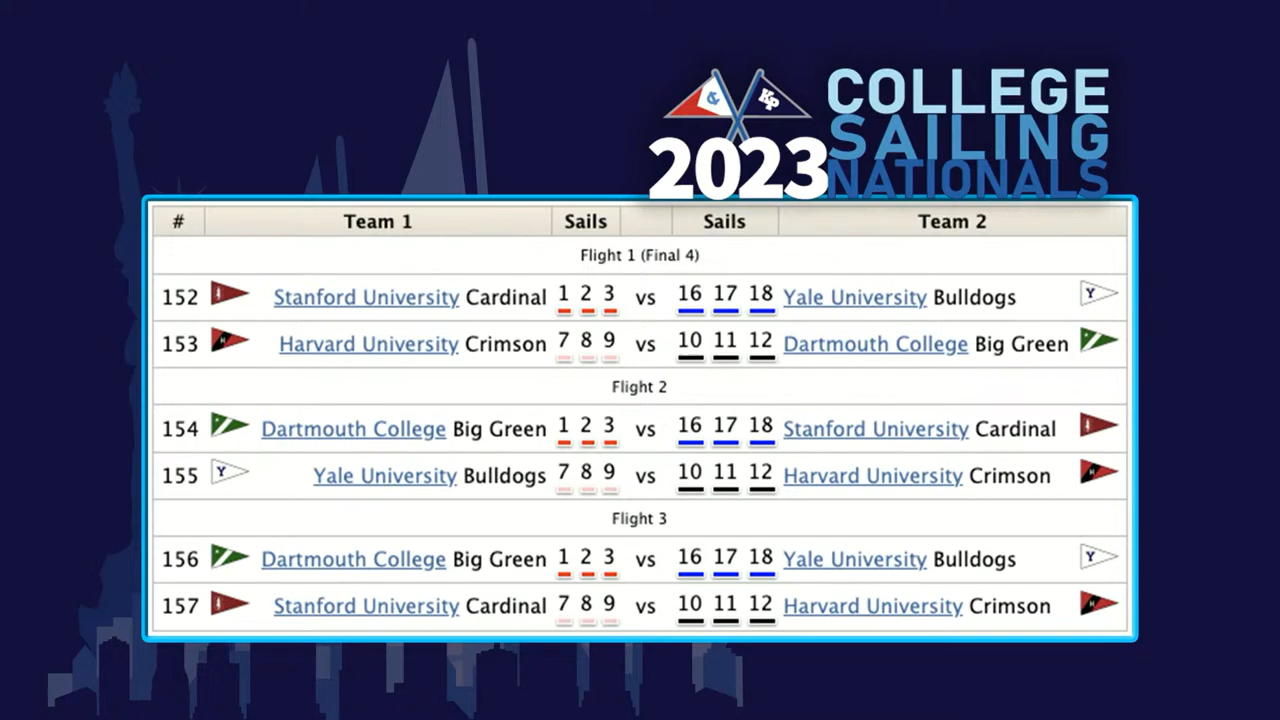 KP
2023
COLLEGE
SAILING
NATIONALS
# Team 1 Sails Sails Team 2
Flight 1 (Final 4)
152 Stanford University Cardinal 1 2 3 vs 16 17 18 Yale University Bulldogs Y
153 H Harvard University Crimson 7 8 9 vs 10 11 12 Dartmouth College Big Green
Flight 2
154 Dartmouth College Big Green 1 2 3 vs 16 17 18 Stanford University Cardinal
155 Y Yale University Bulldogs 7 8 9 vs 10 11 12 Harvard University Crimson H
Flight 3
156 Dartmouth College Big Green 1 2 3 vs 16 17 18 Yale University Bulldogs Y
157 Stanford University Cardinal 7 8 9 vs 10 11 12 Harvard University Crimson H